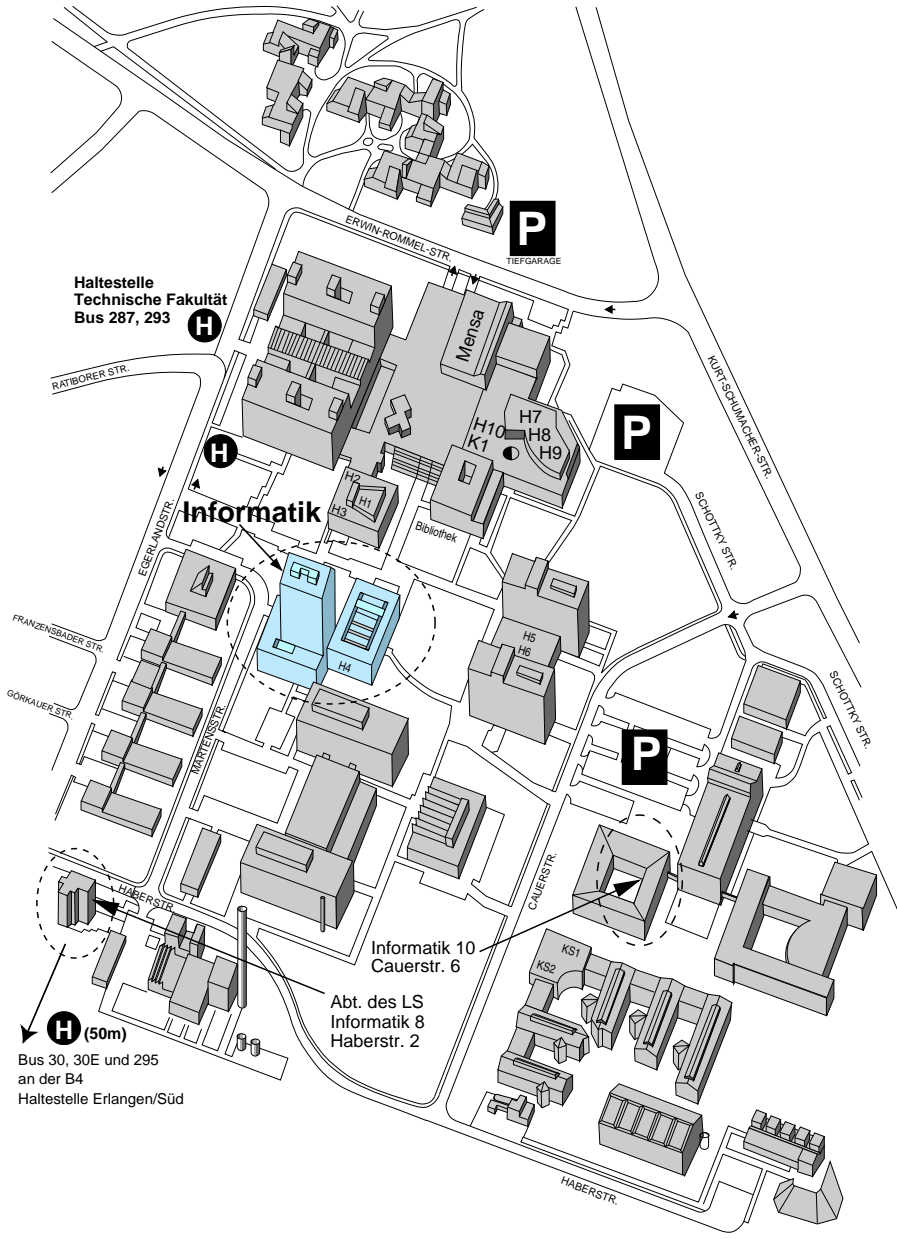 P
TIEFGARAGE
ERWIN-ROMMEL-STR.
Haltestelle
Technische Fakultät
Bus 287, 293
H
Mensa
RATIBORER STR.
KURT-SCHUMACHER-STR.
H7
H10
H8
K1
H9
P
H
H2
H1
H3
Informatik
Bibliothek
SCHOTTKY STR.
EGERLANDSTR.
FRANZENSBADER STR.
H5
H6
H4
GÖRKAUER STR.
MARTENSSTR.
SCHOTTKY STR.
P
HABERSTR.
CAUERSTR.
Informatik 10
Cauerstr. 6
KS1
KS2
Abt. des LS
Informatik 8
Haberstr. 2
H (50m)
Bus 30, 30E und 295
an der B4
Haltestelle Erlangen/Süd
HABERSTR.